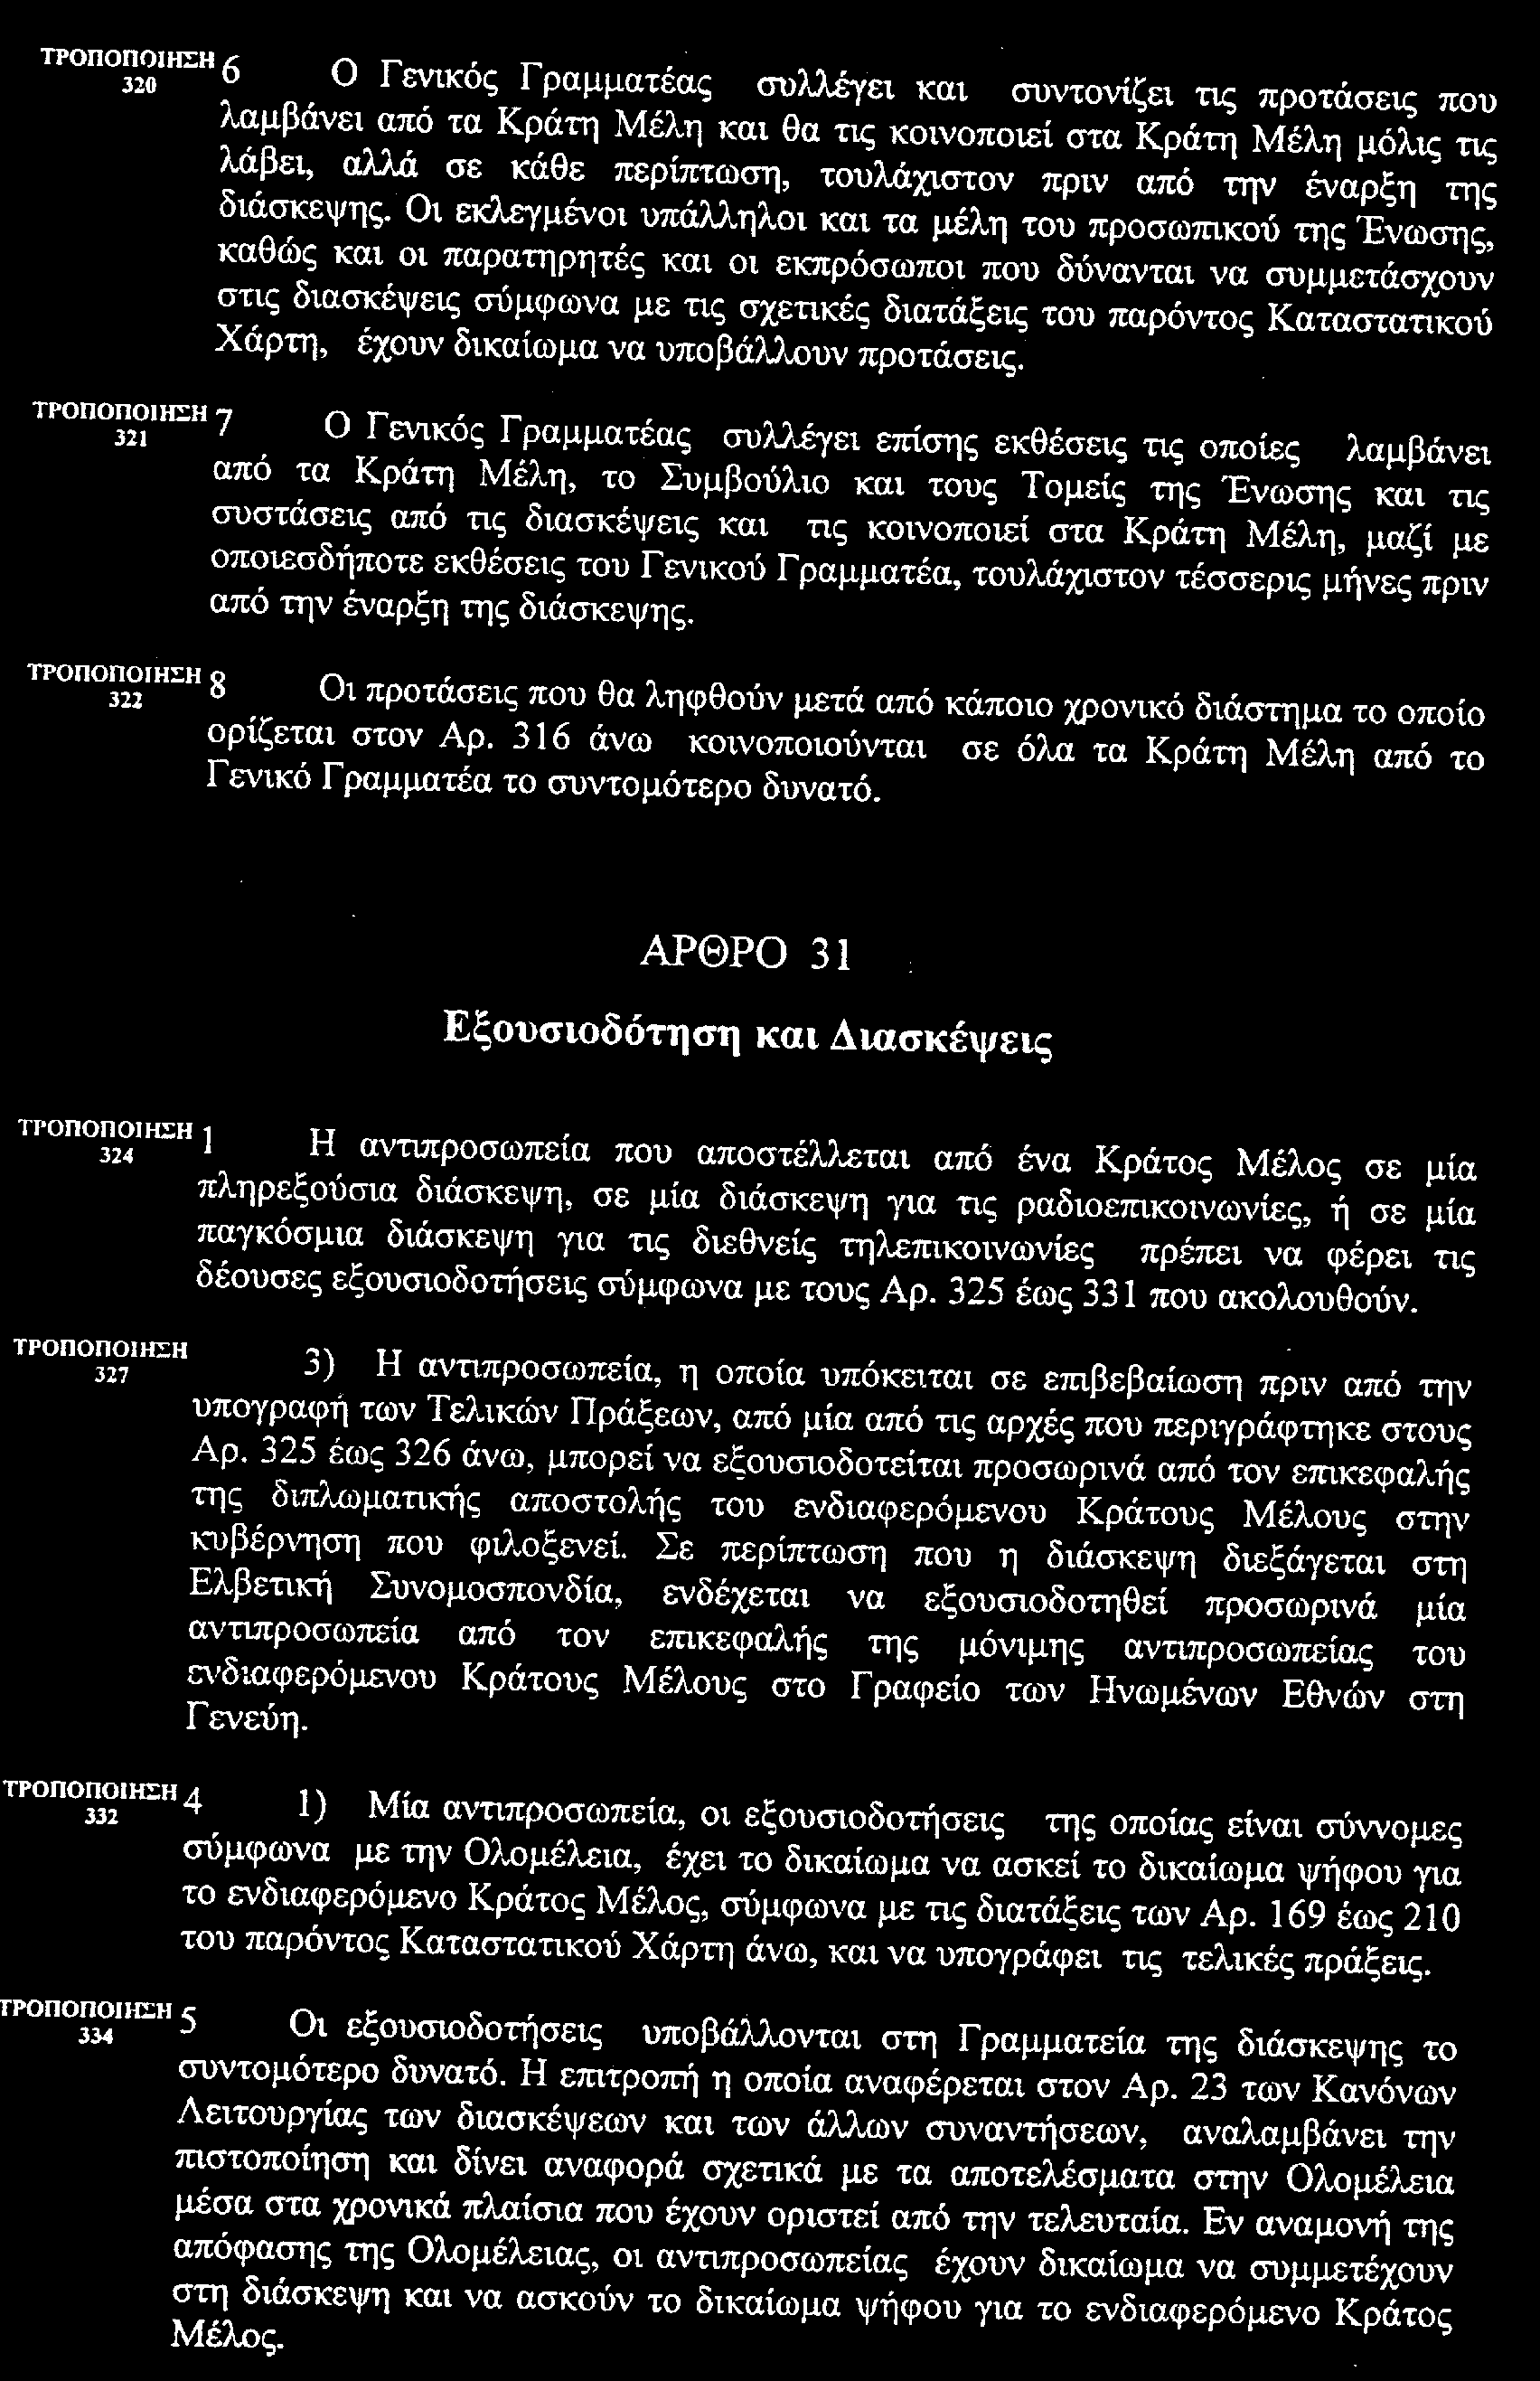 ΤΡΟΠΟΠΟΙΗΣΗ 6 Ο Γενικός Γραμματέας συλλέγει και συντονίζει τις προτάσεις που
320
λαμβάνει από τα Κράτη Μέλη και θα τις κοινοποιεί στα Κράτη Μέλη μόλις τις
λάβει, αλλά σε κάθε περίπτωση, τουλάχιστον πριν από την έναρξη της
διάσκεψης. Οι εκλεγμένοι υπάλληλοι και τα μέλη του προσωπικού της Ένωσης,
καθώς και οι παρατηρητές και οι εκπρόσωποι που δύνανται να συμμετάσχουν
στις διασκέψεις σύμφωνα με τις σχετικές διατάξεις του παρόντος Καταστατικού
Χάρτη, έχουν δικαίωμα να υποβάλλουν προτάσεις.
ΤΡΟΠΟΠΟΙΗΣΗ 7 Ο Γενικός Γραμματέας συλλέγει επίσης εκθέσεις τις οποίες λαμβάνει
321
από τα Κράτη Μέλη, το Συμβούλιο και τους Τομείς της Ένωσης και τις
συστάσεις από τις διασκέψεις και τις κοινοποιεί στα Κράτη Μέλη, μαζί με
οποιεσδήποτε εκθέσεις του Γενικού Γραμματέα, τουλάχιστον τέσσερις μήνες πριν
από την έναρξη της διάσκεψης.
ΤΡΟΠΟΠΟΙΗΣΗ 8 Οι προτάσεις που θα ληφθούν μετά από κάποιο χρονικό διάστημα το οποίο
322
ορίζεται στον Αρ. 316 άνω κοινοποιούνται σε όλα τα Κράτη Μέλη από το
Γενικό Γραμματέα το συντομότερο δυνατό.
ΑΡΘΡΟ 31
Εξουσιοδότηση και Διασκέψεις
ΤΡΟΠΟΠΟΙΗΣΗ 1 Η αντιπροσωπεία που αποστέλλεται από ένα Κράτος Μέλος σε μία
324
πληρεξούσια διάσκεψη, σε μία διάσκεψη για τις ραδιοεπικοινωνίες, ή σε μία
παγκόσμια διάσκεψη για τις διεθνείς τηλεπικοινωνίες πρέπει να φέρει τις
δέουσες εξουσιοδοτήσεις σύμφωνα με τους Αρ. 325 έως 331 που ακολουθούν.
ΤΡΟΠΟΠΟΙΗΣΗ 3) Η αντιπροσωπεία, η οποία υπόκειται σε επιβεβαίωση πριν από την
327
υπογραφή των Τελικών Πράξεων, από μία από τις αρχές που περιγράφτηκε στους
Αρ. 325 έως 326 άνω, μπορεί να εξουσιοδοτείται προσωρινά από τον επικεφαλής
της διπλωματικής αποστολής του ενδιαφερόμενου Κράτους Μέλους στην
κυβέρνηση που φιλοξενεί. Σε περίπτωση που η διάσκεψη διεξάγεται στη
Ελβετική Συνομοσπονδία, ενδέχεται να εξουσιοδοτηθεί προσωρινά μία
αντιπροσωπεία από τον επικεφαλής της μόνιμης αντιπροσωπείας του
ενδιαφερόμενου Κράτους Μέλους στο Γραφείο των Ηνωμένων Εθνών στη
Γενεύη.
ΤΡΟΠΟΠΟΙΗΣΗ 4 1) Μία αντιπροσωπεία, οι εξουσιοδοτήσεις της οποίας είναι σύννομες
332
σύμφωνα με την Ολομέλεια, έχει το δικαίωμα να ασκεί το δικαίωμα ψήφου για
το ενδιαφερόμενο Κράτος Μέλος, σύμφωνα με τις διατάξεις των Αρ. 169 έως 210
του παρόντος Καταστατικού Χάρτη άνω, και να υπογράφει τις τελικές πράξεις.
ΤΡΟΠΟΠΟΙΗΣΗ 5 Οι εξουσιοδοτήσεις υποβάλλονται στη Γραμματεία της διάσκεψης το
334
συντομότερο δυνατό. Η επιτροπή η οποία αναφέρεται στον Αρ. 23 των Κανόνων
Λειτουργίας των διασκέψεων και των άλλων συναντήσεων, αναλαμβάνει την
πιστοποίηση και δίνει αναφορά σχετικά με τα αποτελέσματα στην Ολομέλεια
μέσα στα χρονικά πλαίσια που έχουν οριστεί από την τελευταία. Εν αναμονή της
απόφασης της Ολομέλειας, οι αντιπροσωπείας έχουν δικαίωμα να συμμετέχουν
στη διάσκεψη και να ασκούν το δικαίωμα ψήφου για το ενδιαφερόμενο Κράτος
Μέλος.